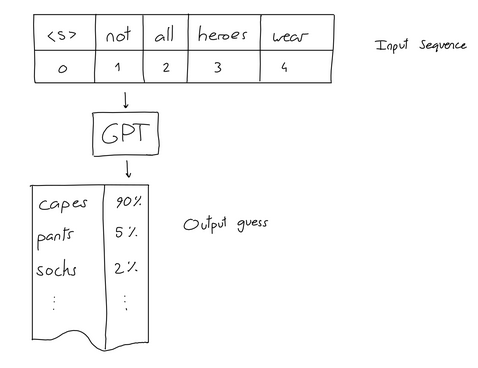 <s> not all heroes wear
Input Sequence
0 1 2 3 4
GPT
capes 90%
Output guess
pants 5%
sochs 2%
⋮ ⋮